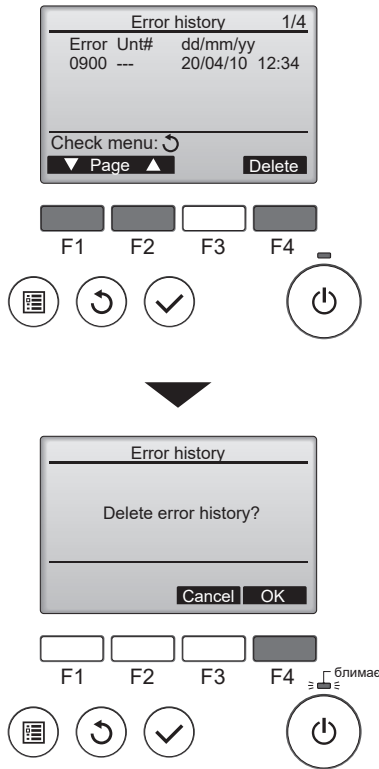 Error history 1/4
Error Unt# dd/mm/yy
0900 --- 20/04/10 12:34
Check menu:
▼ Page ▲ Delete
F1 F2 F3 F4
Error history
Delete error history?
Cancel OK
F1 F2 F3 F4
блимає